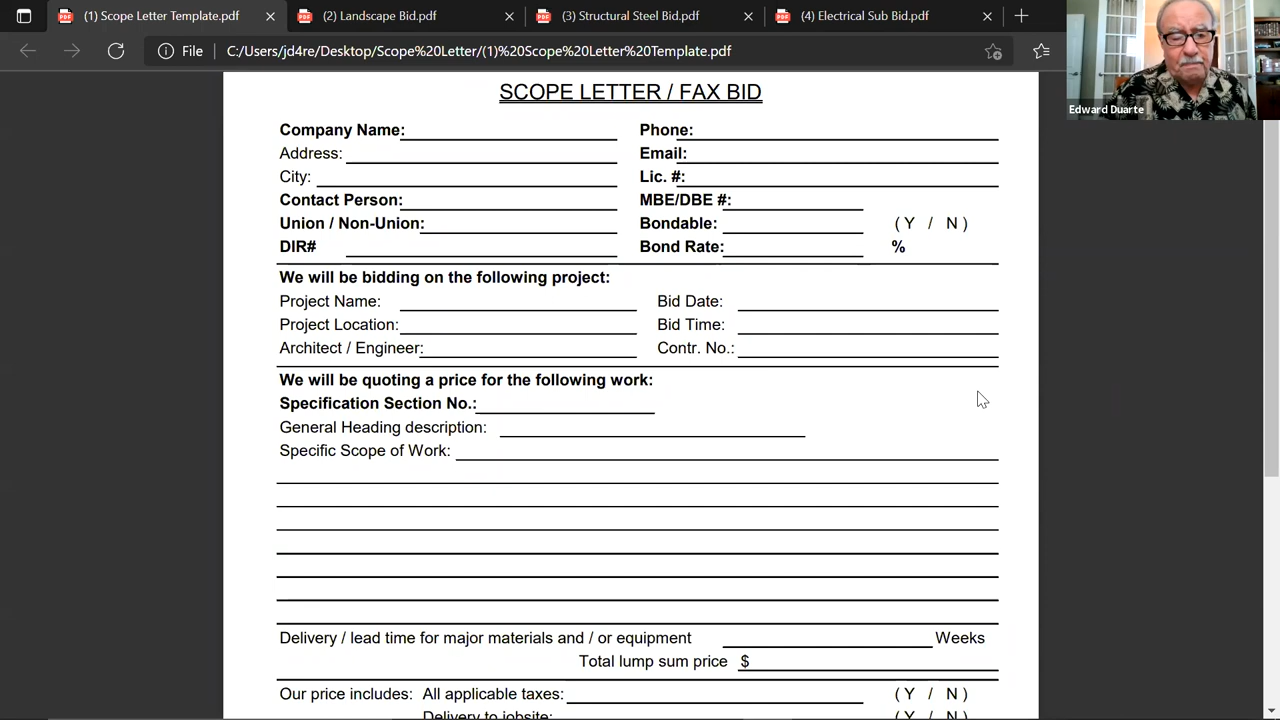 (1) Scope Letter Template.pdf
(2) Landscape Bid.pdf
(3) Structural Steel Bid.pdf
(4) Electrical Sub Bid.pdf
File C:/Users/jd4re/Desktop/Scope%20Letter/(1)%20Scope%20Letter%20Template.pdf
Edward Duarte
SCOPE LETTER / FAX BID
Company Name: Phone:
Address: Email:
City: Lic. #:
Contact Person: MBE/DBE #:
Union / Non-Union: Bondable: ( Y / N )
DIR# Bond Rate: %
We will be bidding on the following project:
Project Name: Bid Date:
Project Location: Bid Time:
Architect / Engineer: Contr. No.:
We will be quoting a price for the following work:
Specification Section No.:
General Heading description:
Specific Scope of Work:
Delivery / lead time for major materials and / or equipment Weeks
Total lump sum price $
Our price includes: All applicable taxes: ( Y / N )
Delivery to jobsite: ( Y / N )